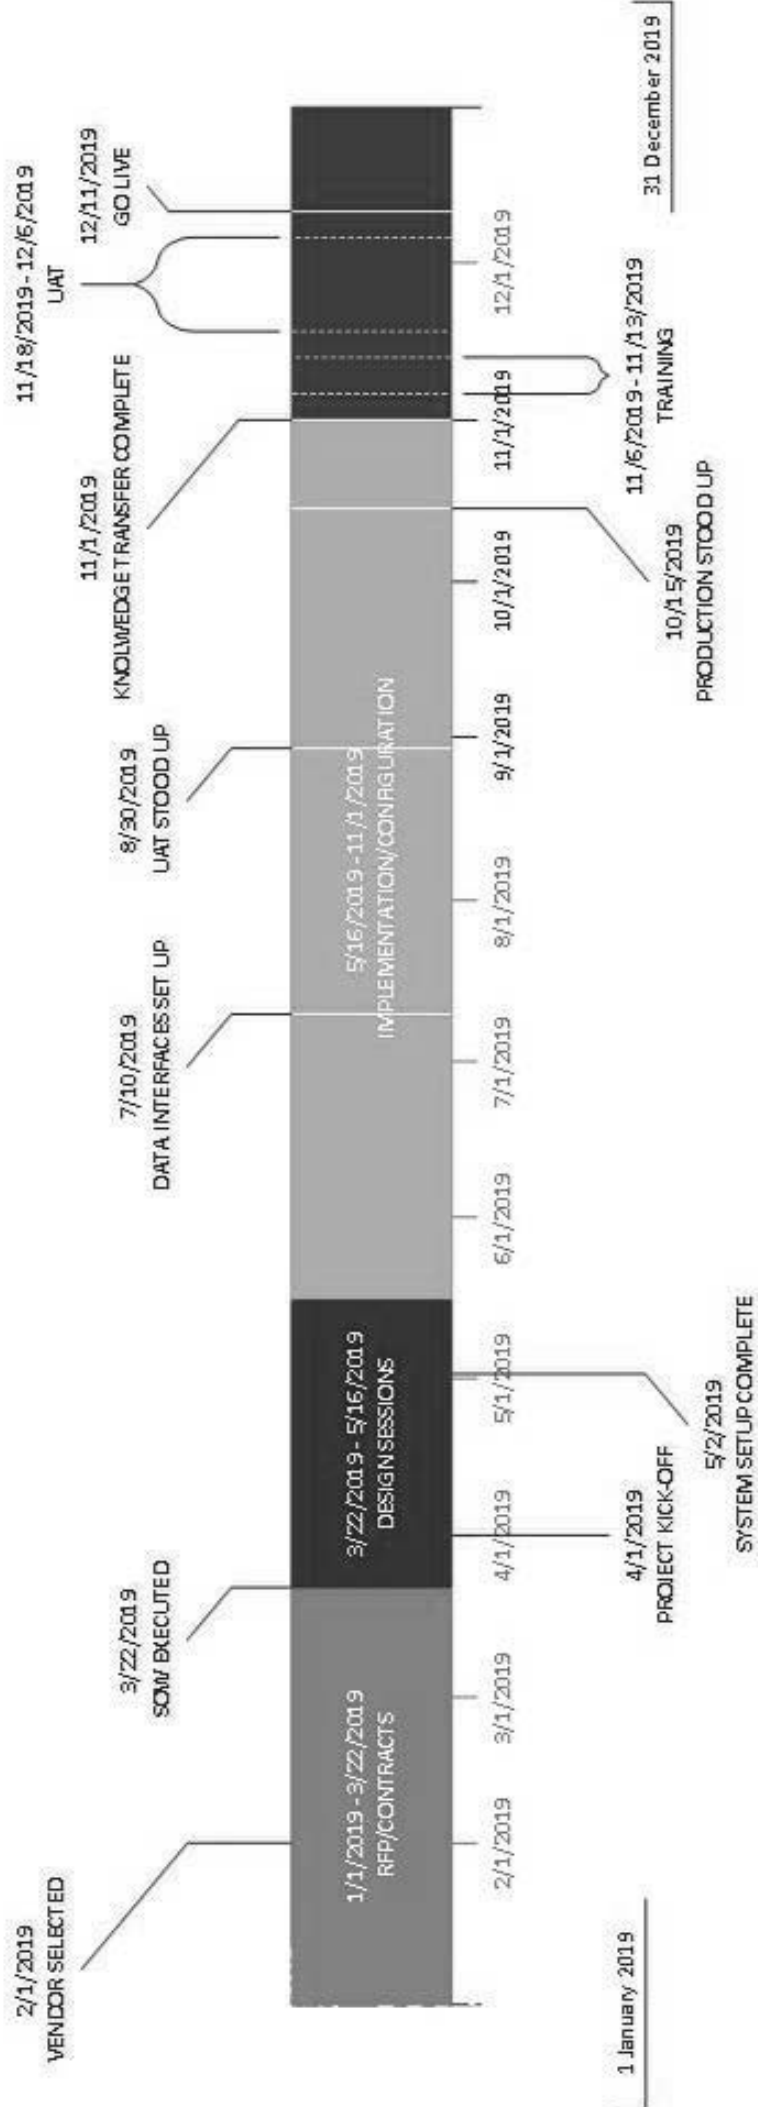 2/1/2019
VENDOR SELECTED
3/22/2019
SOW EXECUTED
7/10/2019
DATA INTERFACES SET UP
8/30/2019
UAT STOOD UP
11/1/2019
KNOLWEDGE TRANSFER COMPLETE
11/18/2019 - 12/6/2019
UAT
12/11/2019
GO LIVE
1/1/2019 - 3/22/2019
RFP/CONTRACTS
3/22/2019 - 5/16/2019
DESIGN SESSIONS
5/16/2019 - 11/1/2019
IMPLEMENTATION/CONFIGURATION
2/1/2019
3/1/2019
4/1/2019
5/1/2019
6/1/2019
7/1/2019
8/1/2019
9/1/2019
10/1/2019
11/1/2019
12/1/2019
1 January 2019
4/1/2019
PROJECT KICK-OFF
5/2/2019
SYSTEM SETUP COMPLETE
10/15/2019
PRODUCTION STOOD UP
11/6/2019 - 11/13/2019
TRAINING
31 December 2019